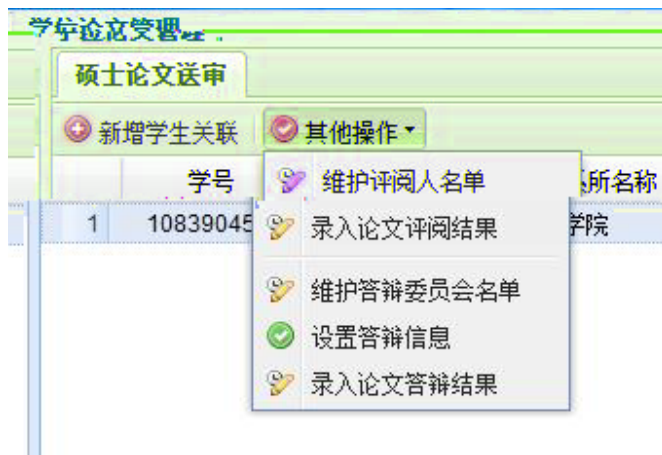 学位论文管理
硕士论文送审
新增学生关联 其他操作
学号 所名称
1 10839045 学院
维护评阅人名单
录入论文评阅结果
维护答辩委员会名单
设置答辩信息
录入论文答辩结果